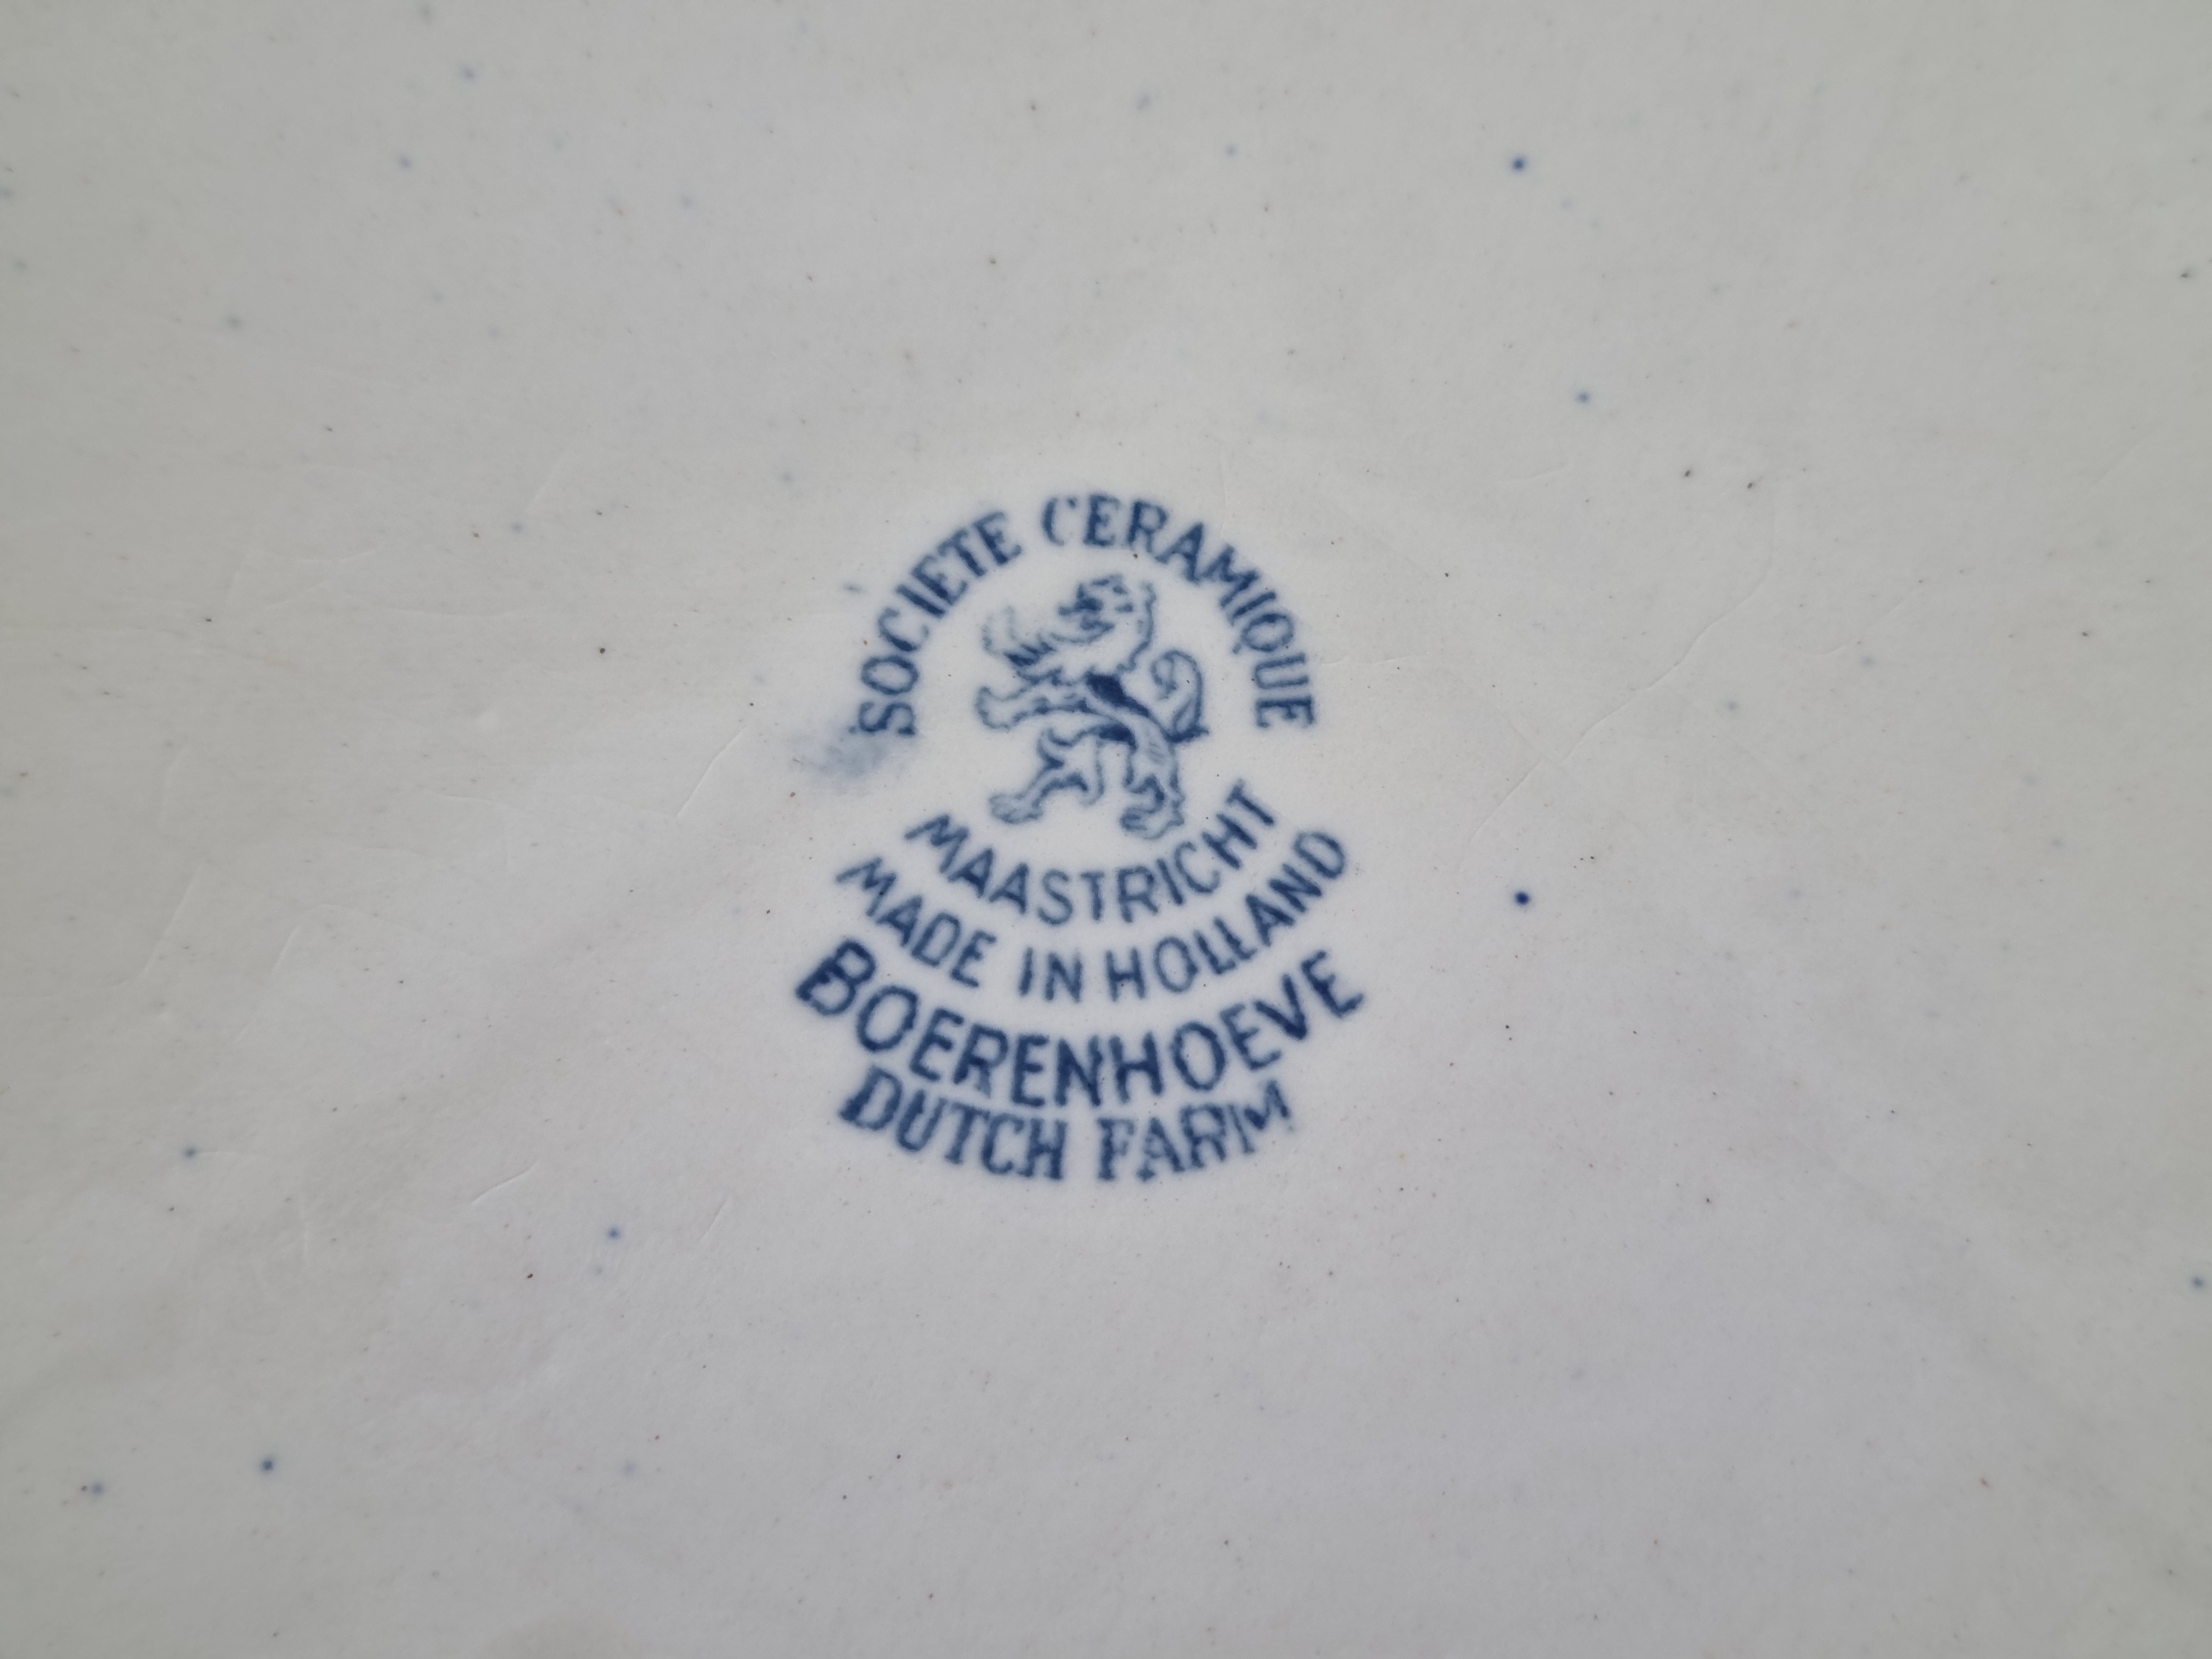 SOCIETE CERAMIQUE
MAASTRICHT
MADE IN HOLLAND
BOERENHOEVE
DUTCH FARM